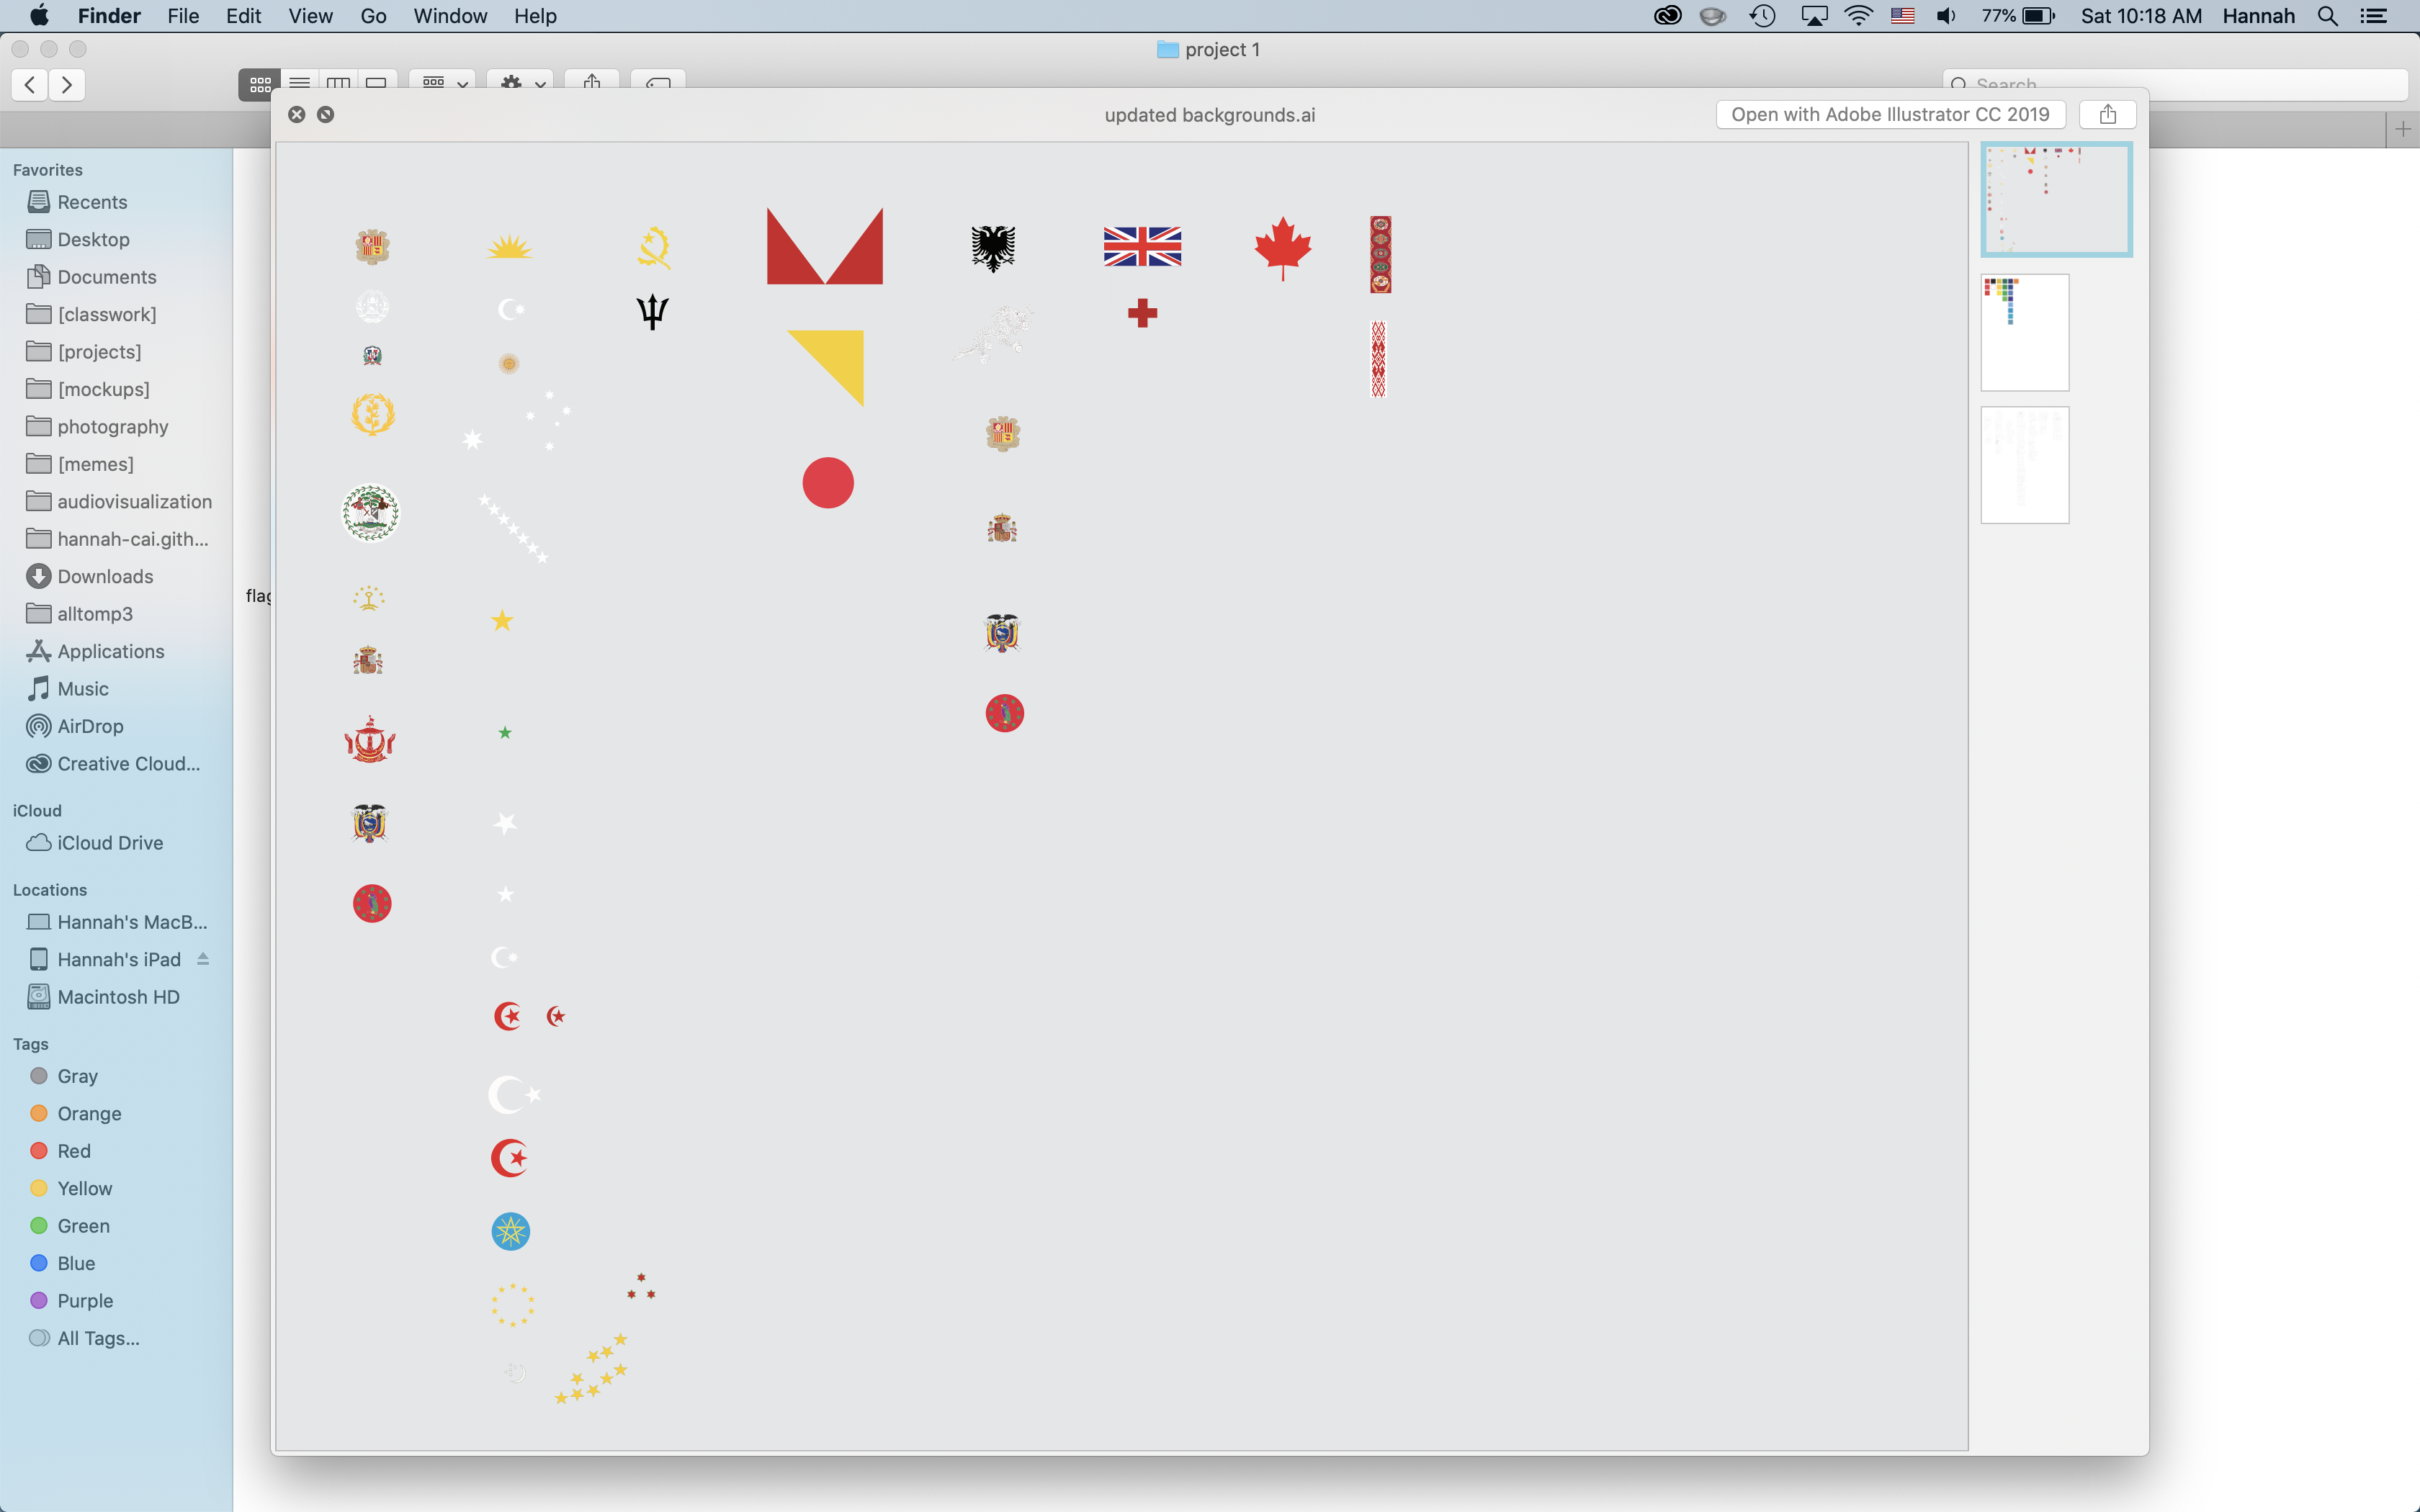 Finder File Edit View Go Window Help 77% Sat 10:18 AM Hannah
project 1
Search
updated backgrounds.ai
Open with Adobe Illustrator CC 2019
Favorites
Recents
Desktop
Documents
[classwork]
[projects]
[mockups]
photography
[memes]
audiovisualization
hannah-cai.gith...
Downloads
alltomp3
Applications
Music
AirDrop
Creative Cloud...
iCloud
iCloud Drive
Locations
Hannah's MacB...
Hannah's iPad
Macintosh HD
Tags
Gray
Orange
Red
Yellow
Green
Blue
Purple
All Tags...
flag